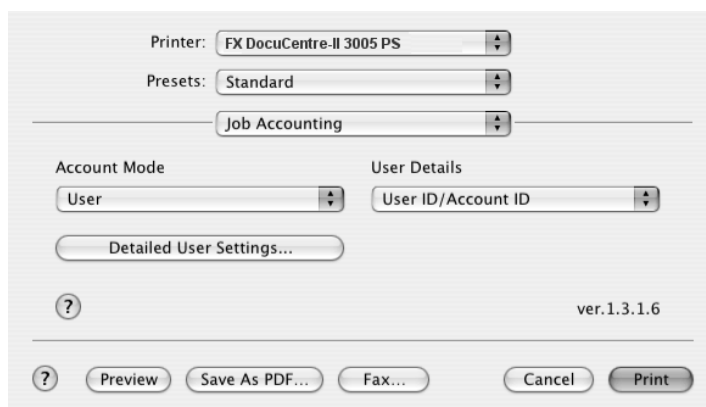 Printer: FX DocuCentre-II 3005 PS
Presets: Standard
Job Accounting
Account Mode User Details
User User ID/Account ID
Detailed User Settings...
? ver.1.3.1.6
? Preview Save As PDF... Fax... Cancel Print